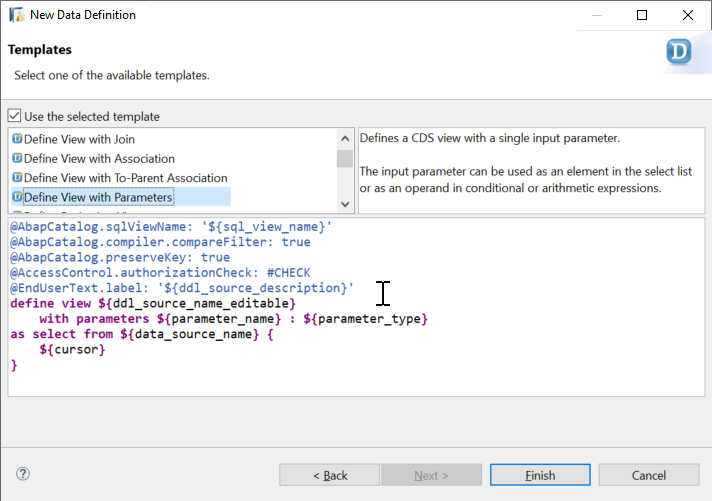 New Data Definition
Templates
Select one of the available templates.
D
Use the selected template
Define View with Join
Define View with Association
Define View with To-Parent Association
Define View with Parameters
Defines a CDS view with a single input parameter.
The input parameter can be used as an element in the select list
or as an operand in conditional or arithmetic expressions.
@AbapCatalog.sqlViewName: '${sql_view_name}'
@AbapCatalog.compiler.compareFilter: true
@AbapCatalog.preserveKey: true
@AccessControl.authorizationCheck: #CHECK
@EndUserText.label: '${ddl_source_description}'
define view ${ddl_source_name_editable}
with parameters ${parameter_name} : ${parameter_type}
as select from ${data_source_name} {
${cursor}
}
?
< Back
Next >
Finish
Cancel